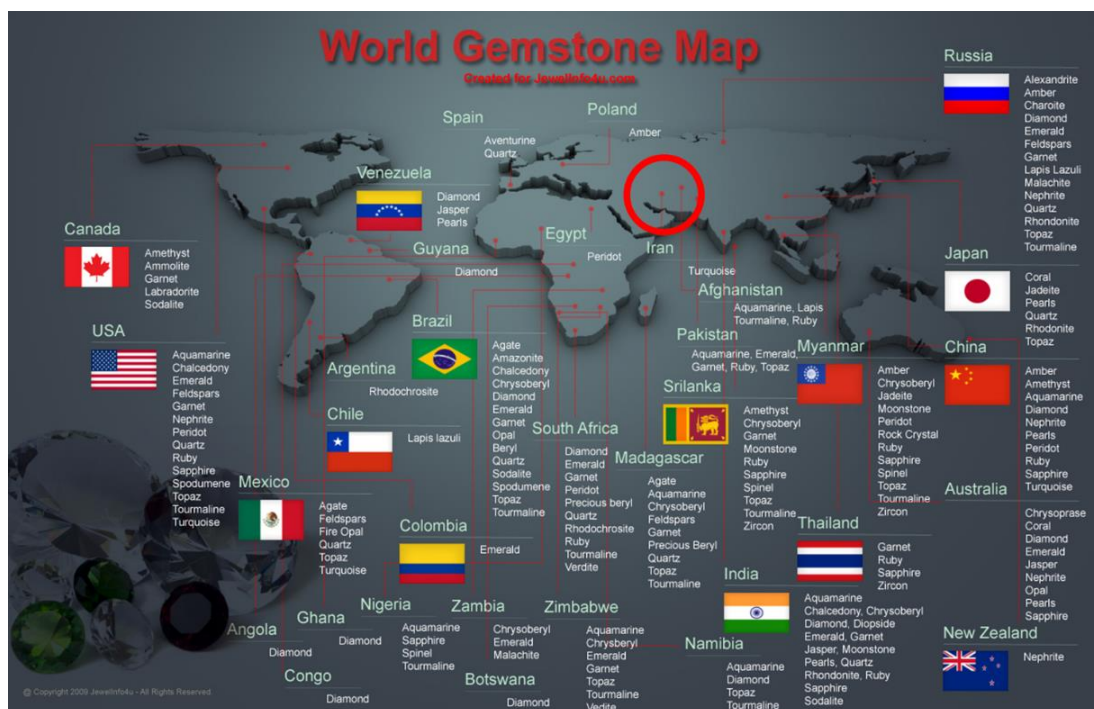 World Gemstone Map
Created for JewelInfo4u.com
Russia
Alexandrite
Amber
Charoite
Diamond
Emerald
Feldspars
Garnet
Lapis Lazuli
Malachite
Nephrite
Quartz
Rhondonite
Topaz
Tourmaline
Poland
Amber
Spain
Aventurine
Quartz
Venezuela
Diamond
Jasper
Pearls
Canada
Amethyst
Ammolite
Garnet
Labradorite
Sodalite
Guyana
Diamond
Egypt
Peridot
Iran
Turquoise
Afghanistan
Aquamarine, Lapis
Tourmaline, Ruby
Japan
Coral
Jadeite
Pearls
Quartz
Rhodonite
Topaz
USA
Aquamarine
Chalcedony
Emerald
Feldspars
Garnet
Nephrite
Peridot
Quartz
Ruby
Sapphire
Spodumene
Topaz
Tourmaline
Turquoise
Brazil
Agate
Amazonite
Chalcedony
Chrysoberyl
Diamond
Emerald
Garnet
Opal
Beryl
Quartz
Sodalite
Spodumene
Topaz
Tourmaline
Argentina
Rhodochrosite
Pakistan
Aquamarine, Emerald,
Garnet, Ruby, Topaz
Myanmar
Amber
Chrysoberyl
Jadeite
Moonstone
Peridot
Rock Crystal
Ruby
Sapphire
Spinel
Topaz
Tourmaline
Zircon
China
Amber
Amethyst
Aquamarine
Diamond
Nephrite
Pearls
Peridot
Ruby
Sapphire
Turquoise
Srilanka
Amethyst
Chrysoberyl
Garnet
Moonstone
Ruby
Sapphire
Spinel
Topaz
Tourmaline
Zircon
Chile
Lapis lazuli
South Africa
Diamond
Emerald
Garnet
Peridot
Precious beryl
Quartz
Rhodochrosite
Ruby
Tourmaline
Verdite
Madagascar
Agate
Aquamarine
Chrysoberyl
Feldspars
Garnet
Precious Beryl
Quartz
Topaz
Tourmaline
Mexico
Agate
Feldspars
Fire Opal
Quartz
Topaz
Turquoise
Colombia
Emerald
Australia
Chrysoprase
Coral
Diamond
Emerald
Jasper
Nephrite
Opal
Pearls
Sapphire
Thailand
Garnet
Ruby
Sapphire
Zircon
India
Aquamarine
Chalcedony, Chrysoberyl
Diamond, Diopside
Emerald, Garnet
Jasper, Moonstone
Pearls, Quartz
Rhondonite, Ruby
Sapphire
Sodalite
Angola
Diamond
Ghana
Diamond
Nigeria
Aquamarine
Sapphire
Spinel
Tourmaline
Zambia
Chrysoberyl
Emerald
Malachite
Zimbabwe
Aquamarine
Chrysberyl
Emerald
Garnet
Topaz
Tourmaline
Vedite
Namibia
Aquamarine
Diamond
Topaz
Tourmaline
New Zealand
Nephrite
Congo
Diamond
Botswana
Diamond
@ Copyright 2009 JewelInfo4u - All Rights Reserved